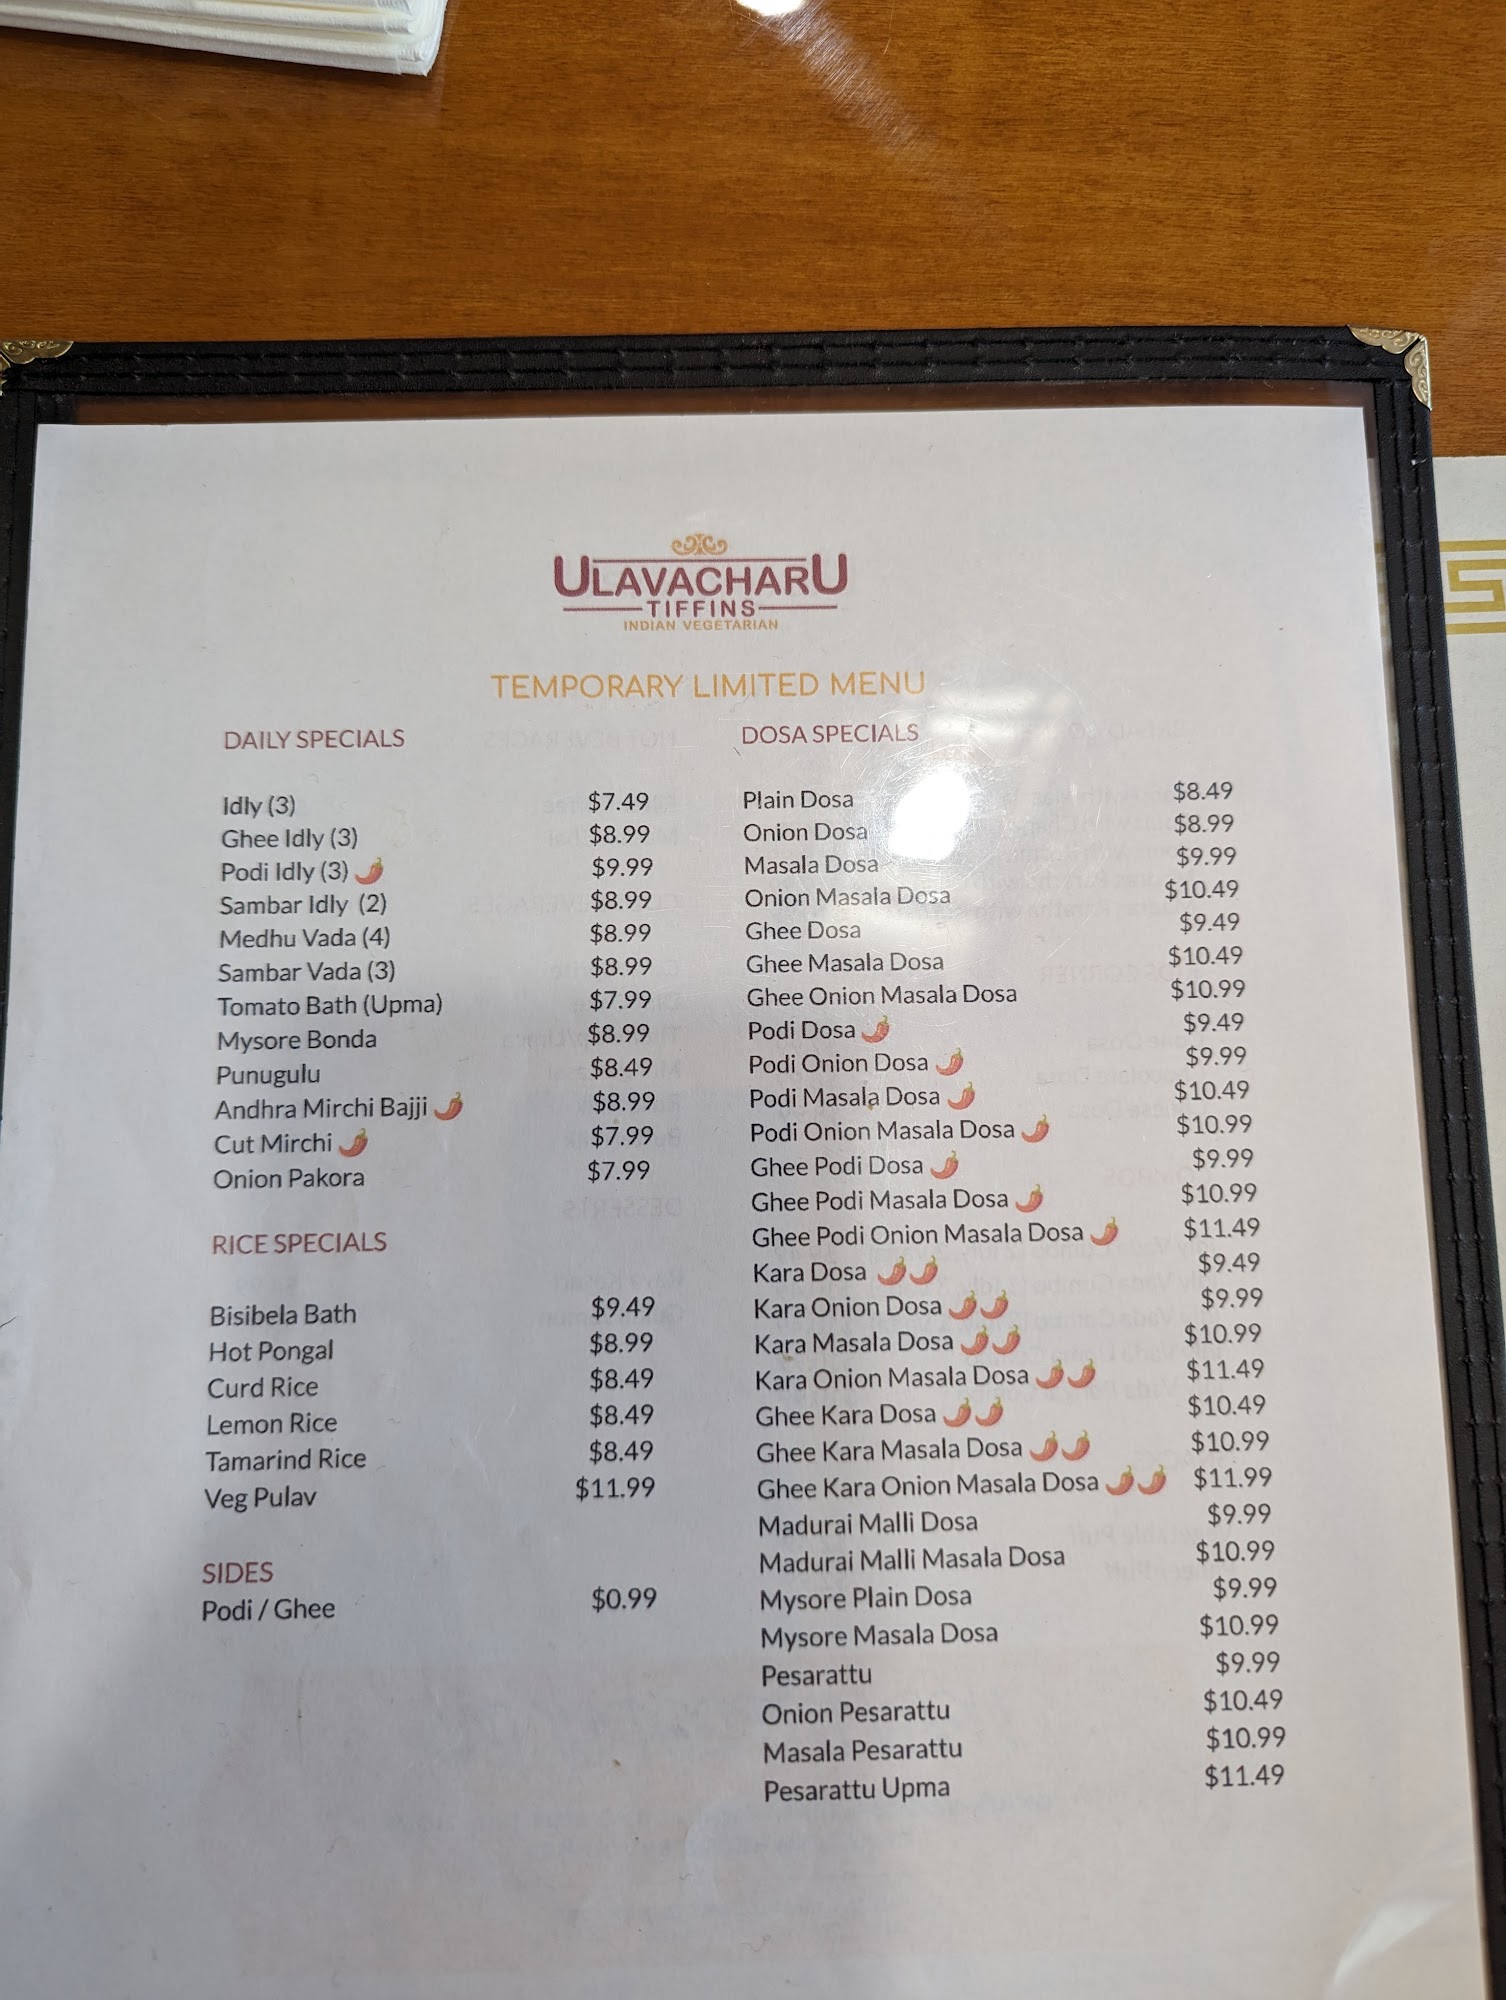 ULAVACHARU
TIFFINS
INDIAN VEGETARIAN
TEMPORARY LIMITED MENU
DAILY SPECIALS
Idly (3) $7.49
Ghee Idly (3) $8.99
Podi Idly (3) 🌶 $9.99
Sambar Idly (2) $8.99
Medhu Vada (4) $8.99
Sambar Vada (3) $8.99
Tomato Bath (Upma) $7.99
Mysore Bonda $8.99
Punugulu $8.49
Andhra Mirchi Bajji 🌶 $8.99
Cut Mirchi 🌶 $7.99
Onion Pakora $7.99
RICE SPECIALS
Bisibela Bath $9.49
Hot Pongal $8.99
Curd Rice $8.49
Lemon Rice $8.49
Tamarind Rice $8.49
Veg Pulav $11.99
SIDES
Podi / Ghee $0.99
DOSA SPECIALS
Plain Dosa $8.49
Onion Dosa $8.99
Masala Dosa $9.99
Onion Masala Dosa $10.49
Ghee Dosa $9.49
Ghee Masala Dosa $10.49
Ghee Onion Masala Dosa $10.99
Podi Dosa 🌶 $9.49
Podi Onion Dosa 🌶 $9.99
Podi Masala Dosa 🌶 $10.49
Podi Onion Masala Dosa 🌶 $10.99
Ghee Podi Dosa 🌶 $9.99
Ghee Podi Masala Dosa 🌶 $10.99
Ghee Podi Onion Masala Dosa 🌶 $11.49
Kara Dosa 🌶🌶 $9.49
Kara Onion Dosa 🌶🌶 $9.99
Kara Masala Dosa 🌶🌶 $10.99
Kara Onion Masala Dosa 🌶🌶 $11.49
Ghee Kara Dosa 🌶🌶 $10.49
Ghee Kara Masala Dosa 🌶🌶 $10.99
Ghee Kara Onion Masala Dosa 🌶🌶 $11.99
Madurai Malli Dosa $9.99
Madurai Malli Masala Dosa $10.99
Mysore Plain Dosa $9.99
Mysore Masala Dosa $10.99
Pesarattu $9.99
Onion Pesarattu $10.49
Masala Pesarattu $10.99
Pesarattu Upma $11.49